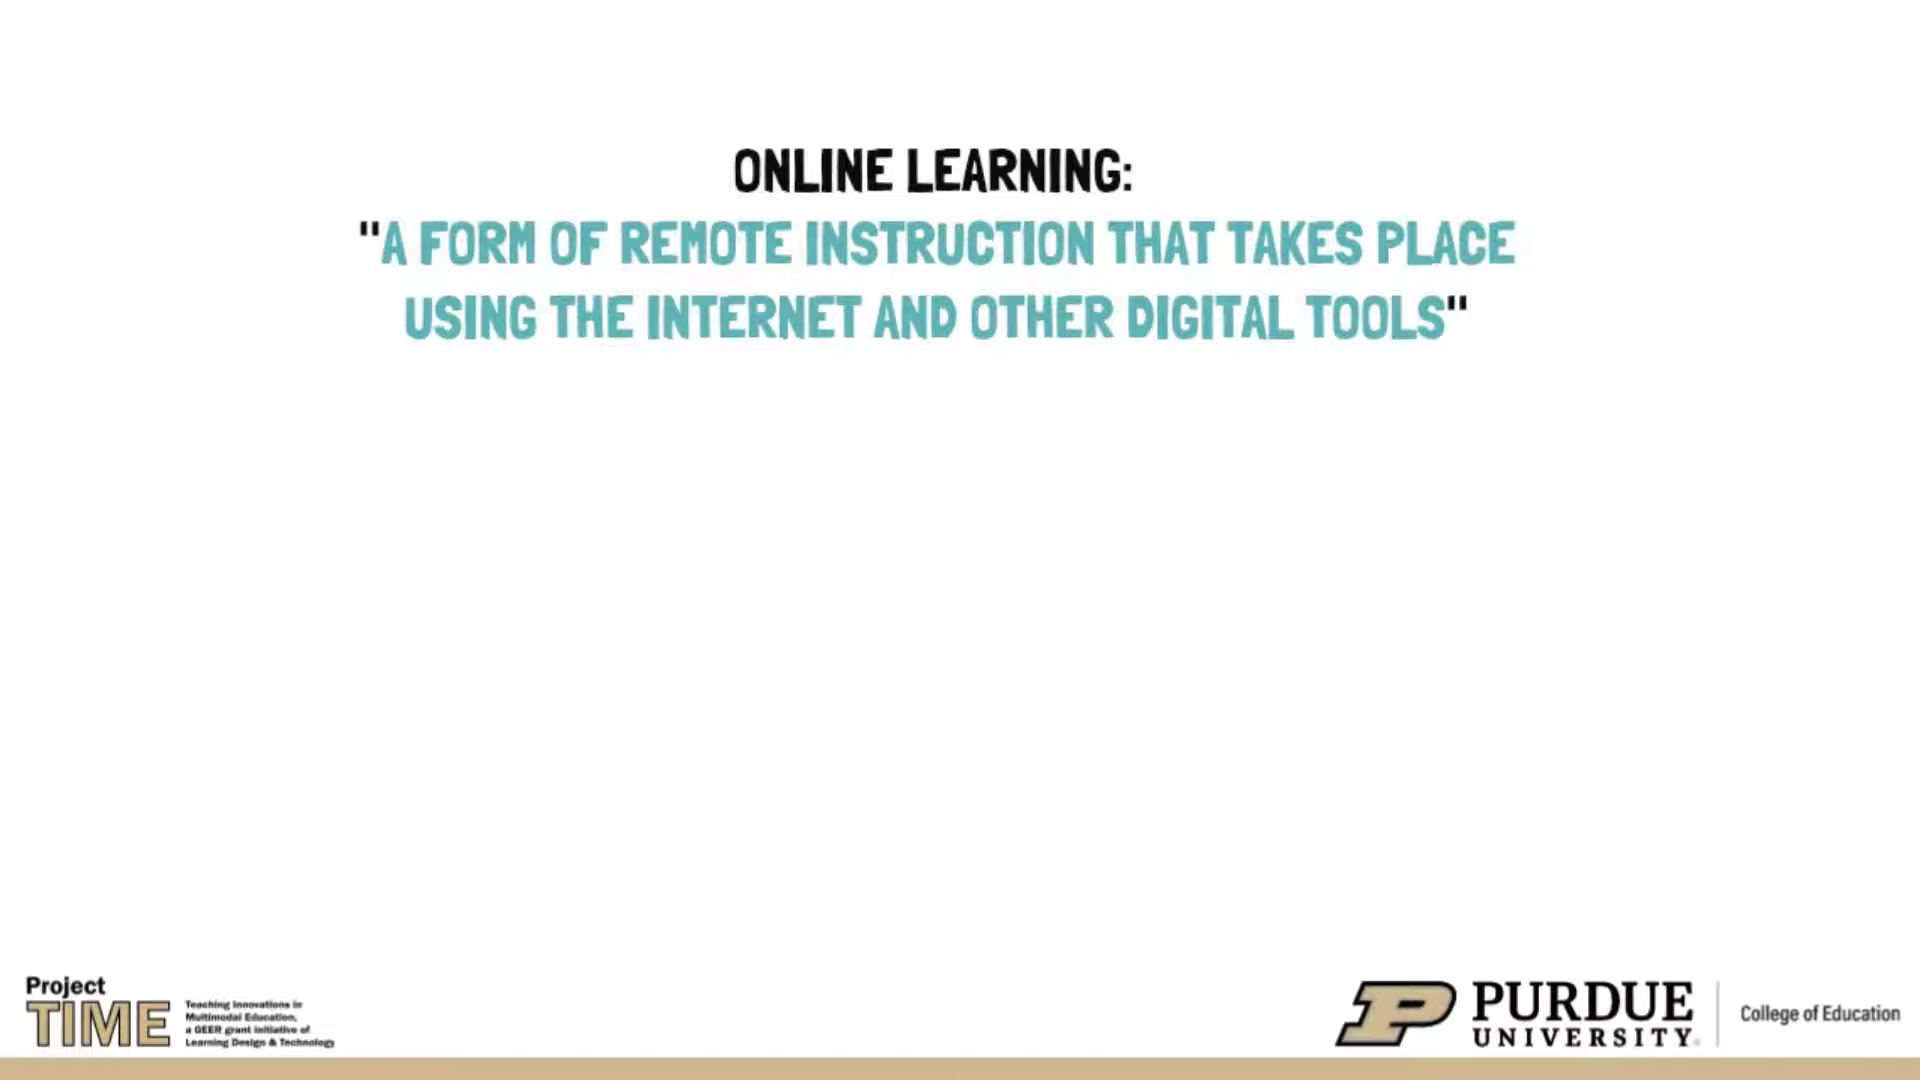 ONLINE LEARNING:
"A FORM OF REMOTE INSTRUCTION THAT TAKES PLACE
USING THE INTERNET AND OTHER DIGITAL TOOLS"
Project
TIME
Teaching Innovations in
Multimodal Education,
a GEER grant initiative of
Learning Design & Technology
P
PURDUE
UNIVERSITY®
College of Education